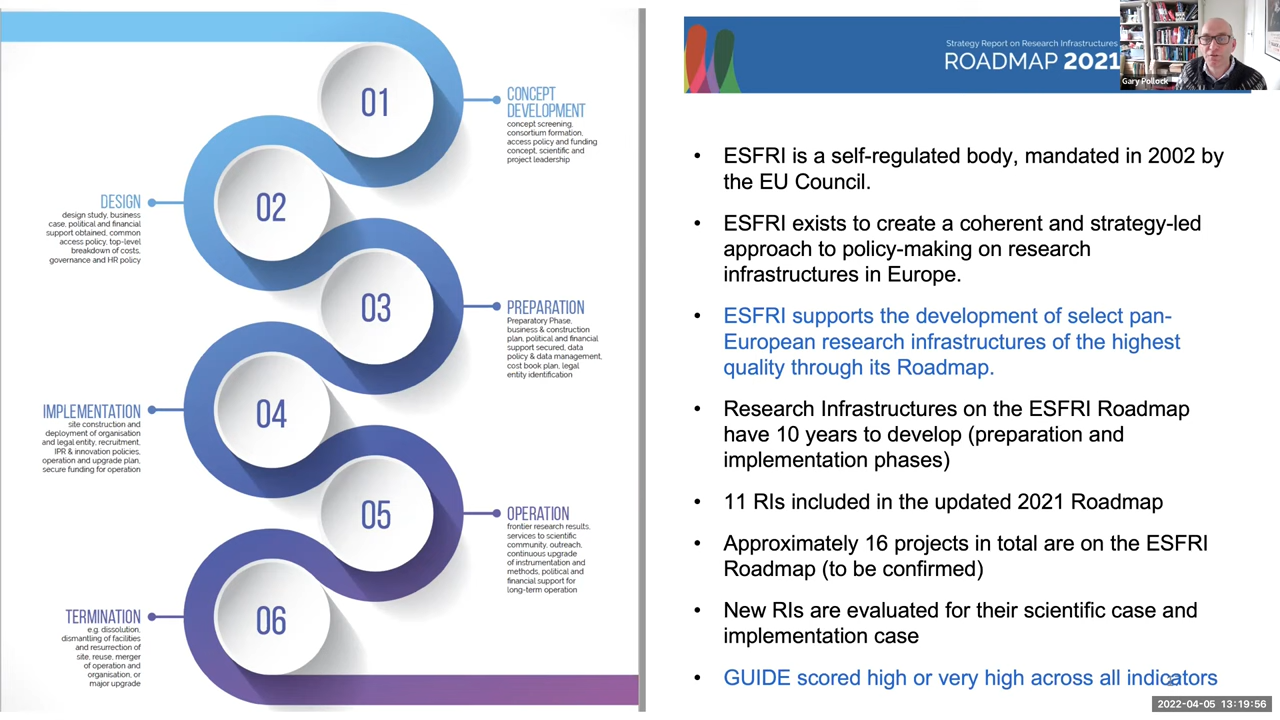 01
CONCEPT
DEVELOPMENT
concept screening,
consortium formation,
access policy and funding
concept, scientific and
project leadership
02
DESIGN
design study, business
case, political and financial
support obtained, common
access policy, top-level
breakdown of costs,
governance and HR policy
03
PREPARATION
Preparatory Phase,
business & construction
plan, political and financial
support secured, data
policy & data management,
cost book plan, legal
entity identification
04
IMPLEMENTATION
site construction and
deployment of organisation
and legal entity, recruitment,
IPR & innovation policies,
operation and upgrade plan,
secure funding for operation
05
OPERATION
frontier research results,
services to scientific
community, outreach,
continuous upgrade
of instrumentation and
methods, political and
financial support for
long-term operation
06
TERMINATION
e.g. dissolution,
dismantling of facilities
and resurrection of
site, reuse, merger
of operation and
organisation, or
major upgrade
Strategy Report on Research Infrastructures
ROADMAP 2021
Gary Pollock
• ESFRI is a self-regulated body, mandated in 2002 by
the EU Council.
• ESFRI exists to create a coherent and strategy-led
approach to policy-making on research
infrastructures in Europe.
• ESFRI supports the development of select pan-
European research infrastructures of the highest
quality through its Roadmap.
• Research Infrastructures on the ESFRI Roadmap
have 10 years to develop (preparation and
implementation phases)
• 11 RIs included in the updated 2021 Roadmap
• Approximately 16 projects in total are on the ESFRI
Roadmap (to be confirmed)
• New RIs are evaluated for their scientific case and
implementation case
• GUIDE scored high or very high across all indicators
2022-04-05 13:19:56